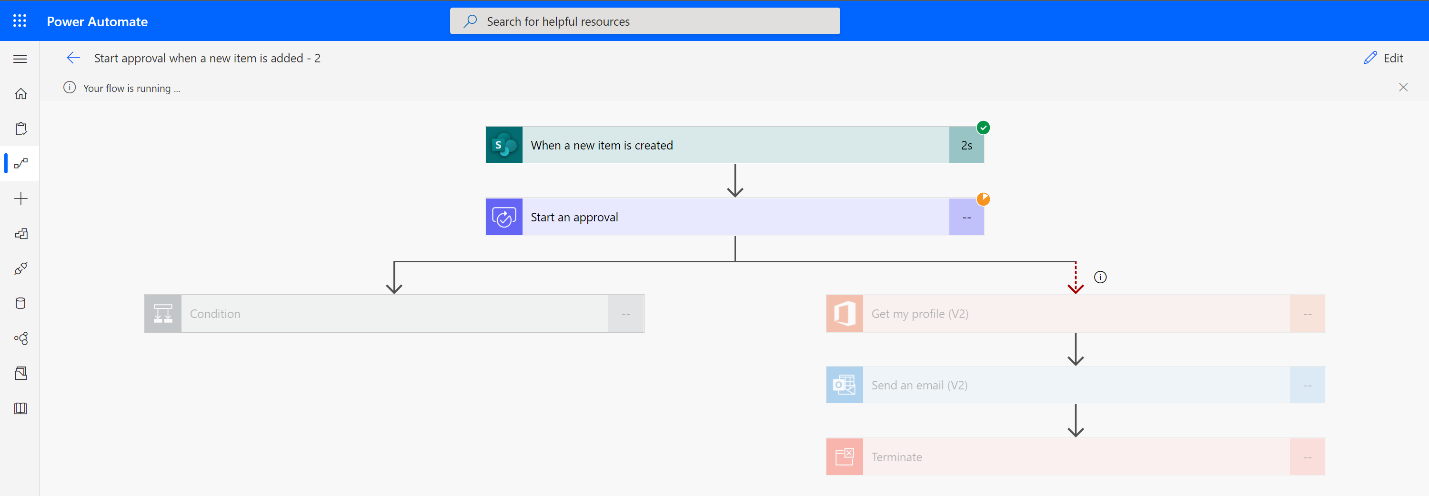 Power Automate
Search for helpful resources
Start approval when a new item is added - 2
Edit
Your flow is running ...
S
When a new item is created
2s
Start an approval
--
Condition
--
Get my profile (V2)
--
Send an email (V2)
--
Terminate
--